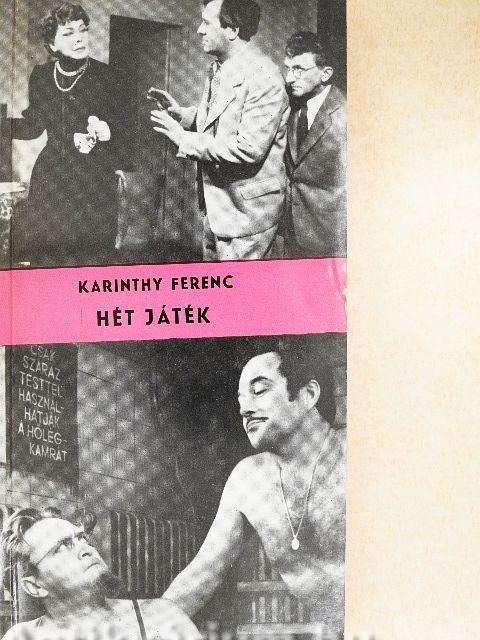 KARINTHY FERENC
HÉT JÁTÉK
CSAK
SZÁRAZ
TESTTEL
HASZNÁL-
HATJÁK
A HŐLÉG-
KAMRÁT